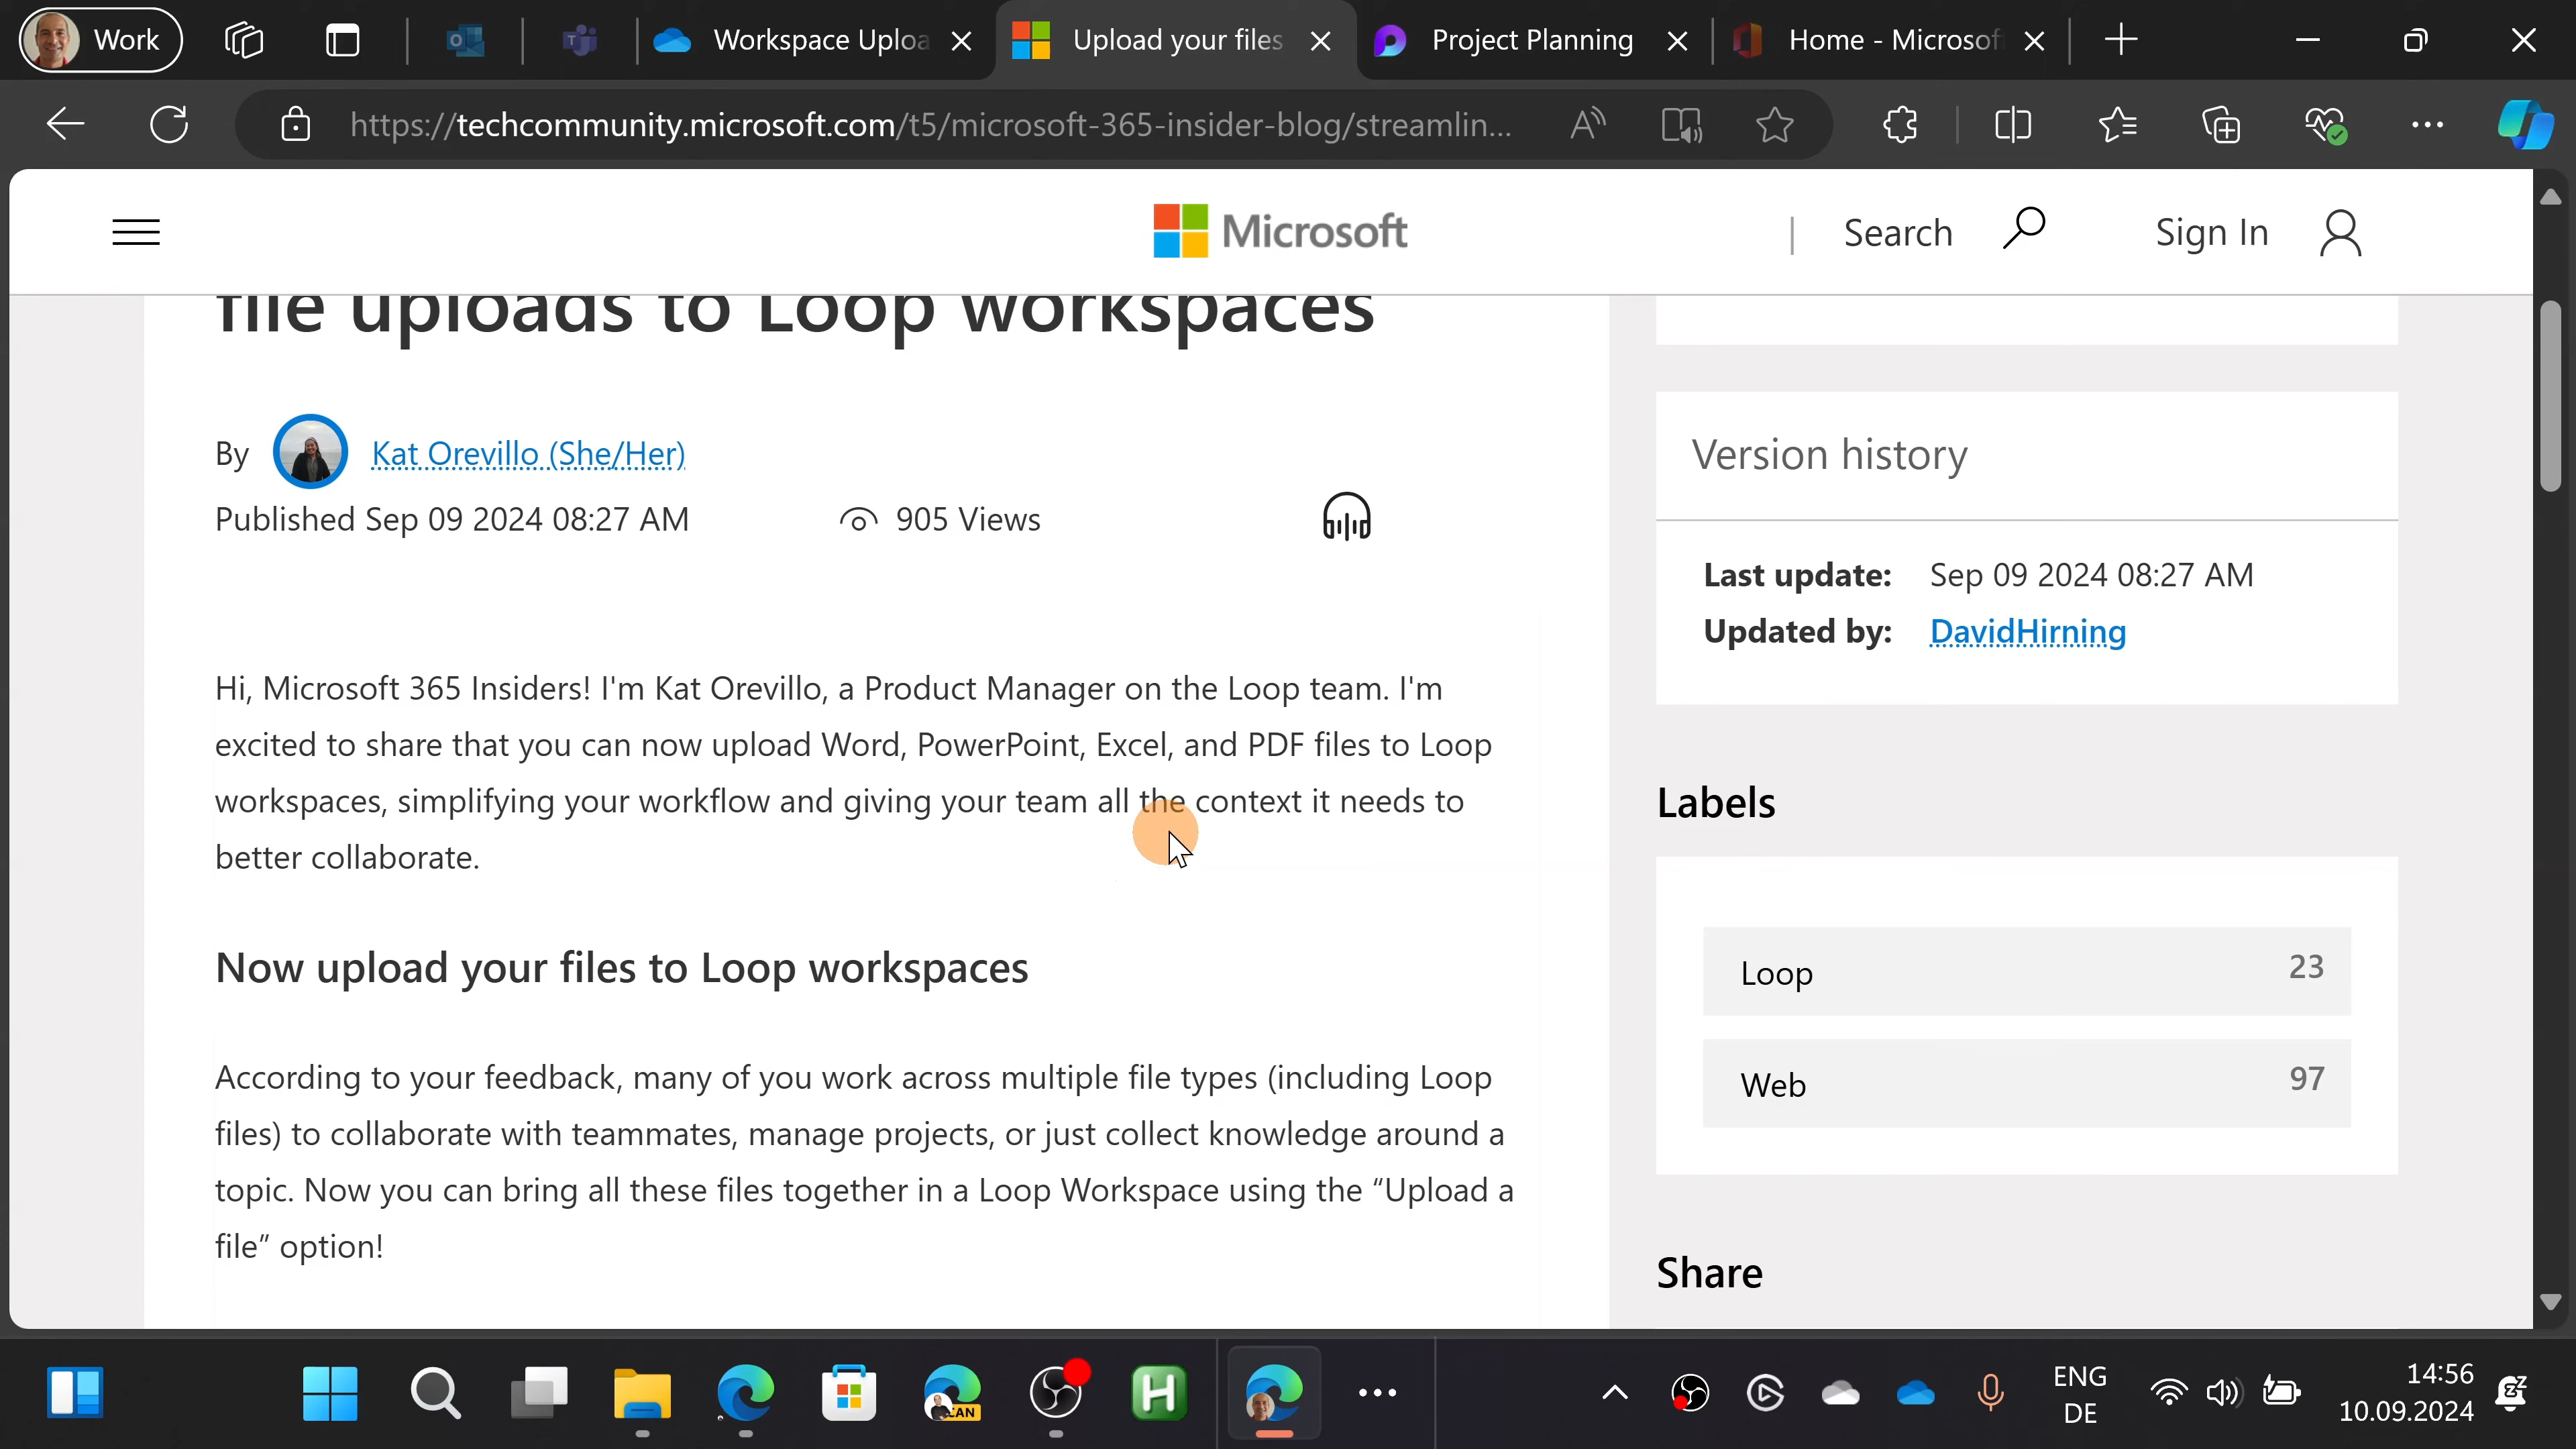 Work
Workspace Uploa
Upload your files
Project Planning
Home - Microsof
https://techcommunity.microsoft.com/t5/microsoft-365-insider-blog/streamlin...
Microsoft
Search
Sign In
file uploads to Loop workspaces
By Kat Orevillo (She/Her)
Published Sep 09 2024 08:27 AM
905 Views
Hi, Microsoft 365 Insiders! I'm Kat Orevillo, a Product Manager on the Loop team. I'm
excited to share that you can now upload Word, PowerPoint, Excel, and PDF files to Loop
workspaces, simplifying your workflow and giving your team all the context it needs to
better collaborate.
Now upload your files to Loop workspaces
According to your feedback, many of you work across multiple file types (including Loop
files) to collaborate with teammates, manage projects, or just collect knowledge around a
topic. Now you can bring all these files together in a Loop Workspace using the “Upload a
file” option!
Version history
Last update: Sep 09 2024 08:27 AM
Updated by: DavidHirning
Labels
Loop 23
Web 97
Share
CAN
ENG
DE
14:56
10.09.2024